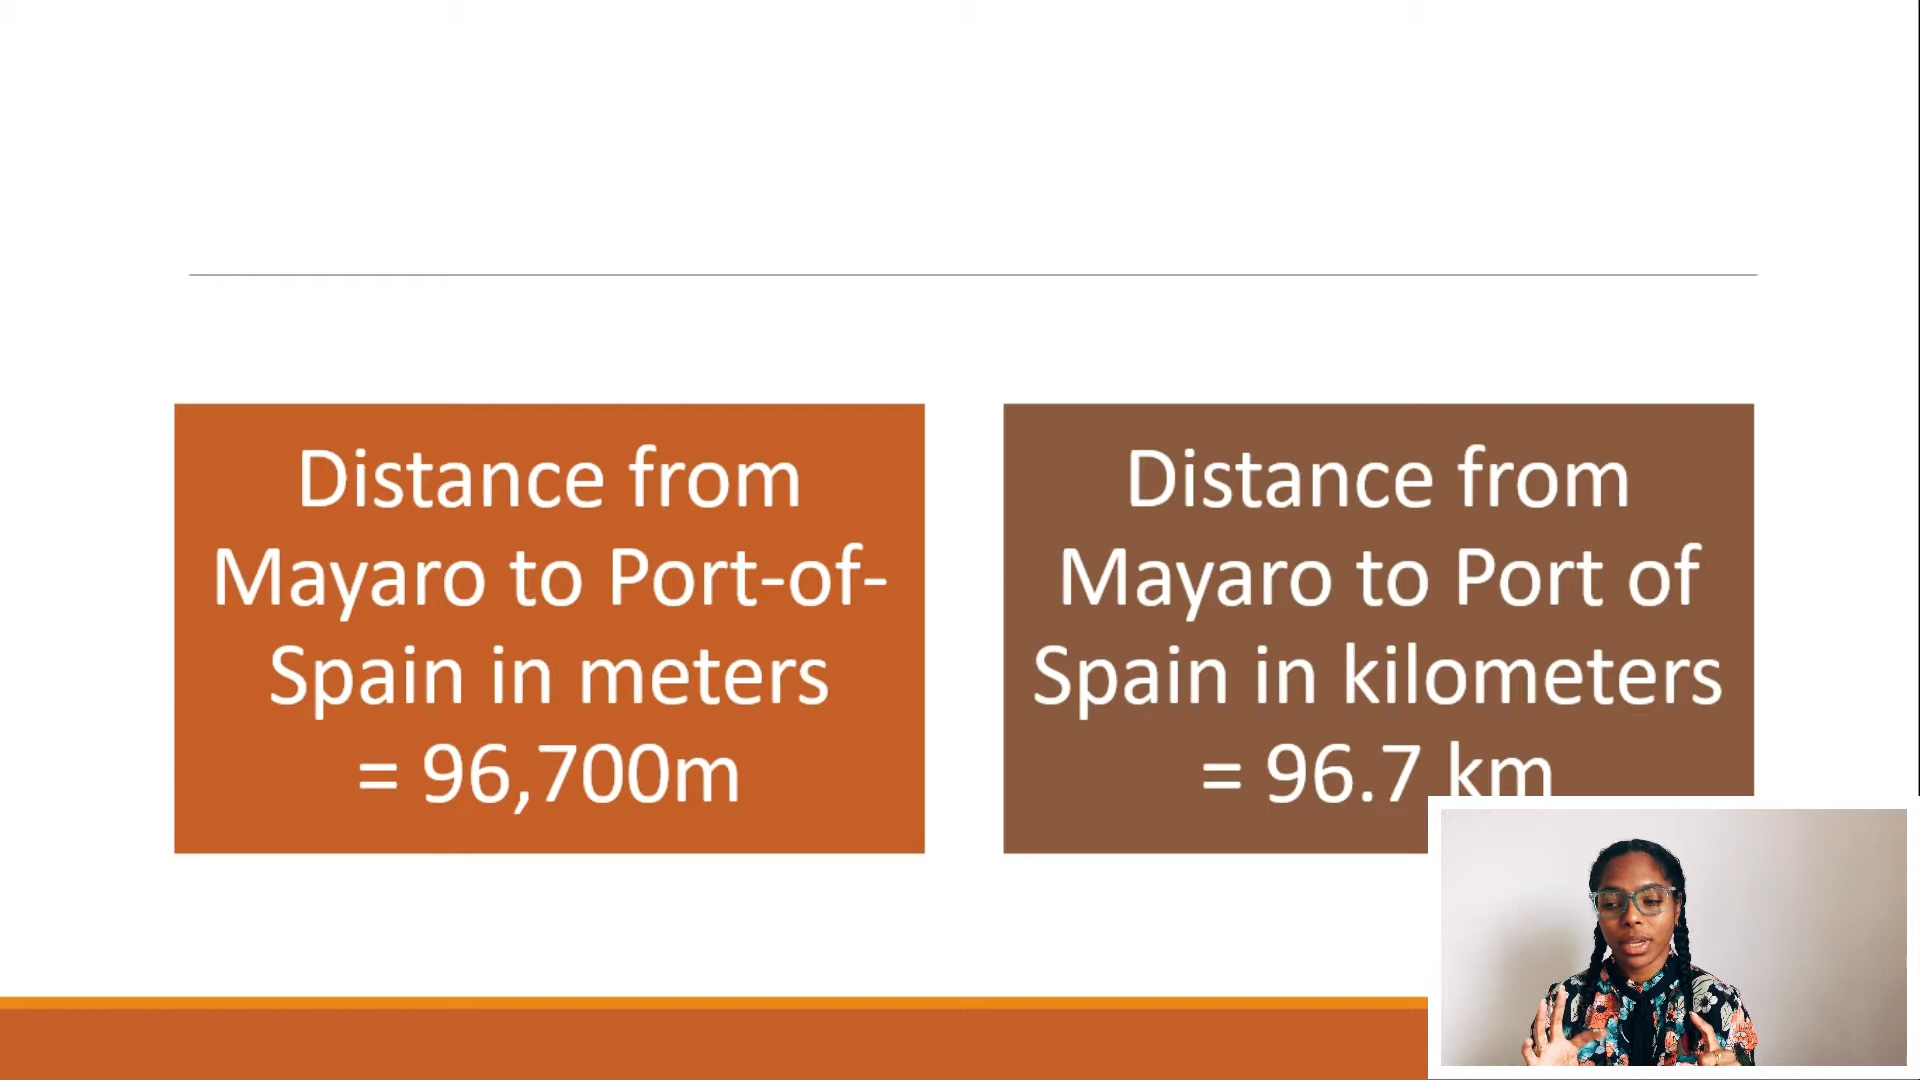 Distance from
Mayaro to Port-of-
Spain in meters
= 96,700m
Distance from
Mayaro to Port of
Spain in kilometers
= 96.7 km